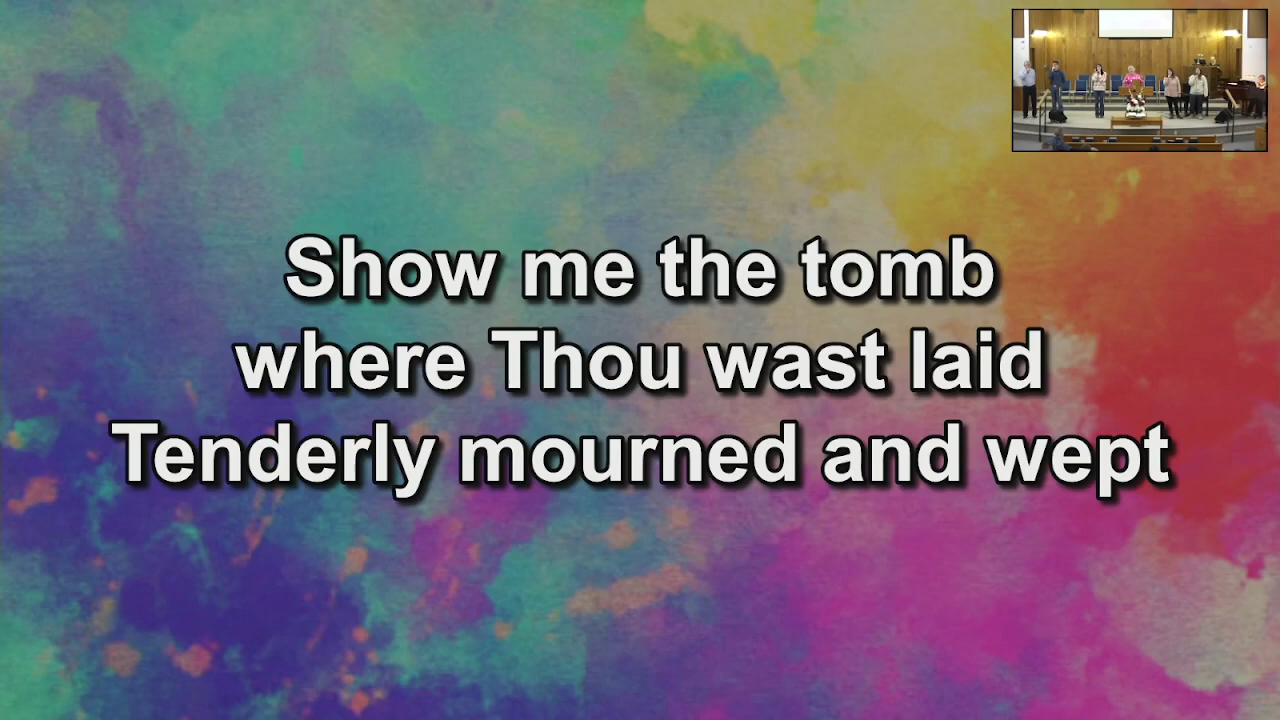 Show me the tomb
where Thou wast laid
Tenderly mourned and wept